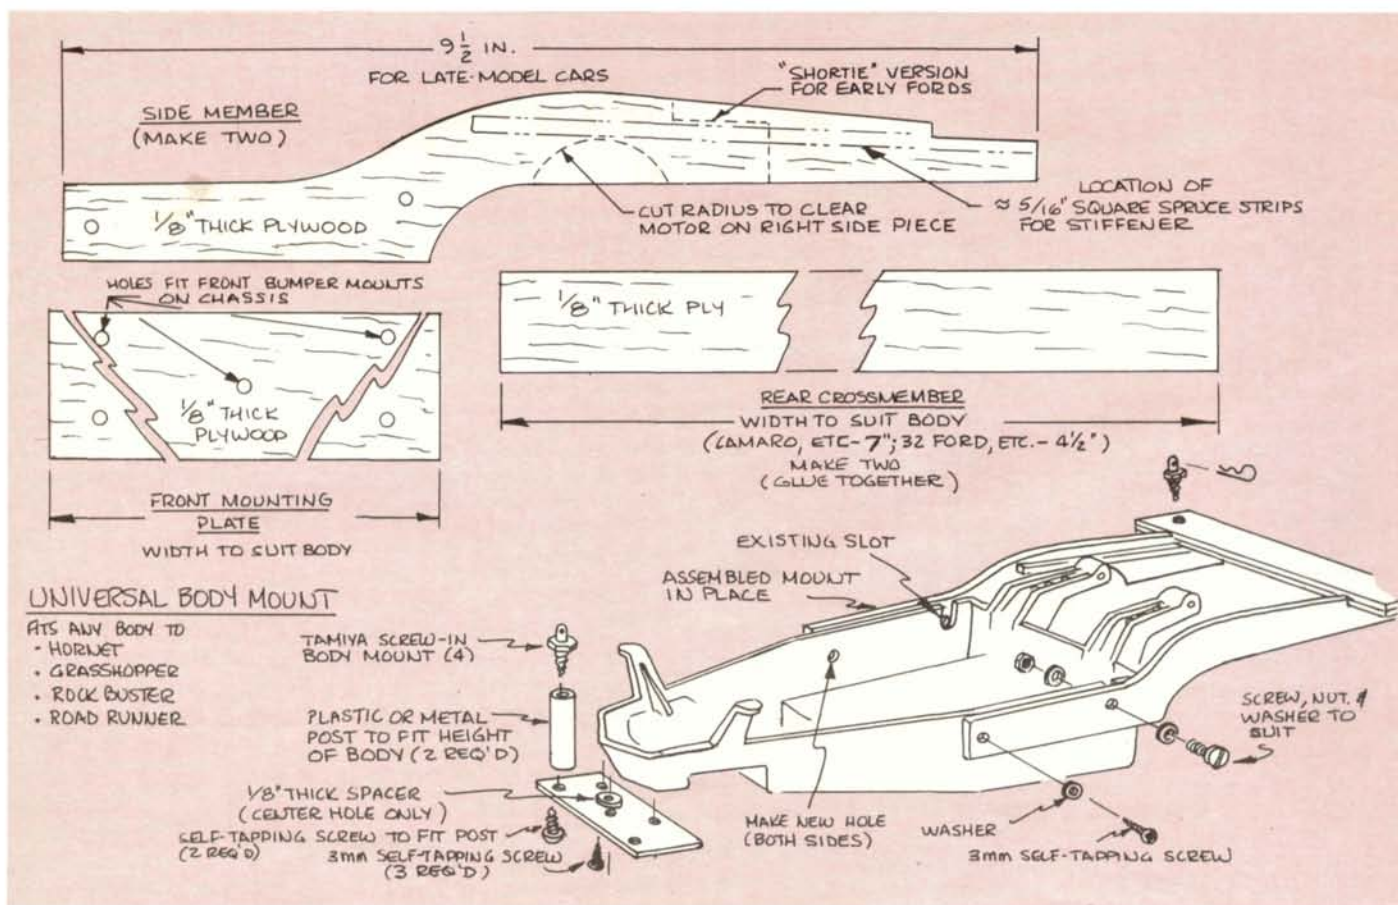 9 1/2 IN.
FOR LATE-MODEL CARS
"SHORTIE" VERSION
FOR EARLY FORDS
SIDE MEMBER
(MAKE TWO)
1/8" THICK PLYWOOD
CUT RADIUS TO CLEAR
MOTOR ON RIGHT SIDE PIECE
LOCATION OF
≈ 5/16" SQUARE SPRUCE STRIPS
FOR STIFFENER
HOLES FIT FRONT BUMPER MOUNTS
ON CHASSIS
1/8" THICK
PLYWOOD
FRONT MOUNTING
PLATE
WIDTH TO SUIT BODY
1/8" THICK PLY
REAR CROSSMEMBER
WIDTH TO SUIT BODY
(CAMARO, ETC-7"; 32 FORD, ETC.-4 1/2")
MAKE TWO
(GLUE TOGETHER)
UNIVERSAL BODY MOUNT
FITS ANY BODY TO
- HORNET
• GRASSHOPPER
• ROCK BUSTER
• ROAD RUNNER
TAMIYA SCREW-IN
BODY MOUNT (4)
PLASTIC OR METAL
POST TO FIT HEIGHT
OF BODY (2 REQ'D)
1/8" THICK SPACER
(CENTER HOLE ONLY)
SELF-TAPPING SCREW TO FIT POST
(2 REQ'D)
3mm SELF-TAPPING SCREW
(3 REQ'D)
EXISTING SLOT
ASSEMBLED MOUNT
IN PLACE
MAKE NEW HOLE
(BOTH SIDES)
WASHER
3mm SELF-TAPPING SCREW
SCREW, NUT. &
WASHER TO
SUIT